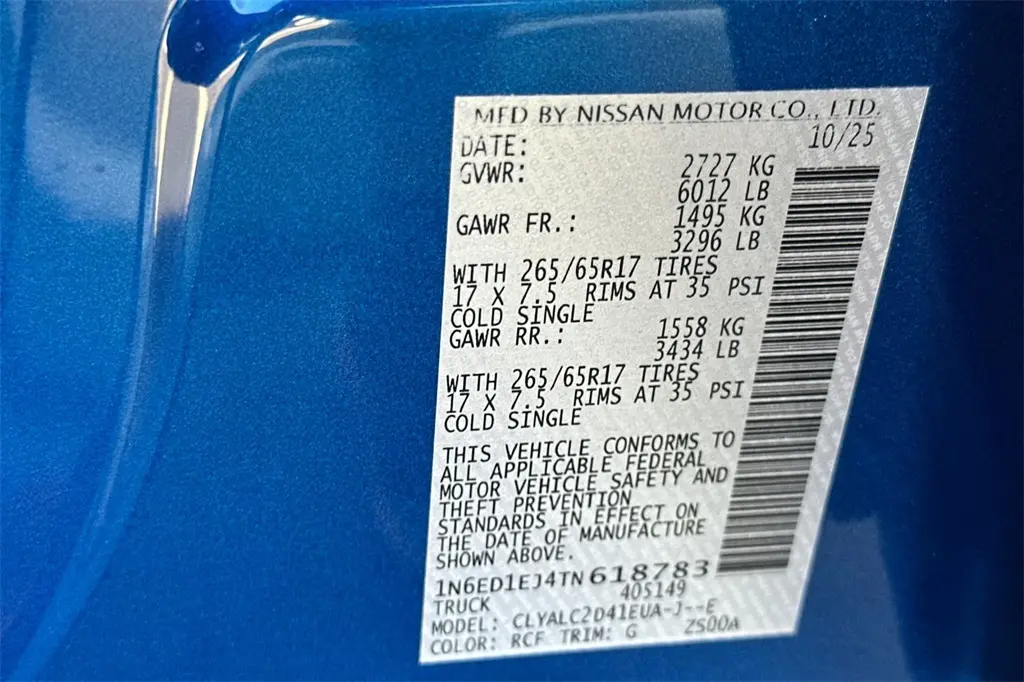 MFD BY NISSAN MOTOR CO., LTD.
DATE: 10/25
GVWR: 2727 KG
6012 LB
GAWR FR.: 1495 KG
3296 LB
WITH 265/65R17 TIRES
17 X 7.5 RIMS AT 35 PSI
COLD SINGLE
GAWR RR.: 1558 KG
3434 LB
WITH 265/65R17 TIRES
17 X 7.5 RIMS AT 35 PSI
COLD SINGLE
THIS VEHICLE CONFORMS TO
ALL APPLICABLE FEDERAL
MOTOR VEHICLE SAFETY AND
THEFT PREVENTION
STANDARDS IN EFFECT ON
THE DATE OF MANUFACTURE
SHOWN ABOVE.
1N6ED1EJ4TN618783
405149
TRUCK
MODEL: CLYALC2D41EUA-J--E
COLOR: RCF TRIM: G ZS00A